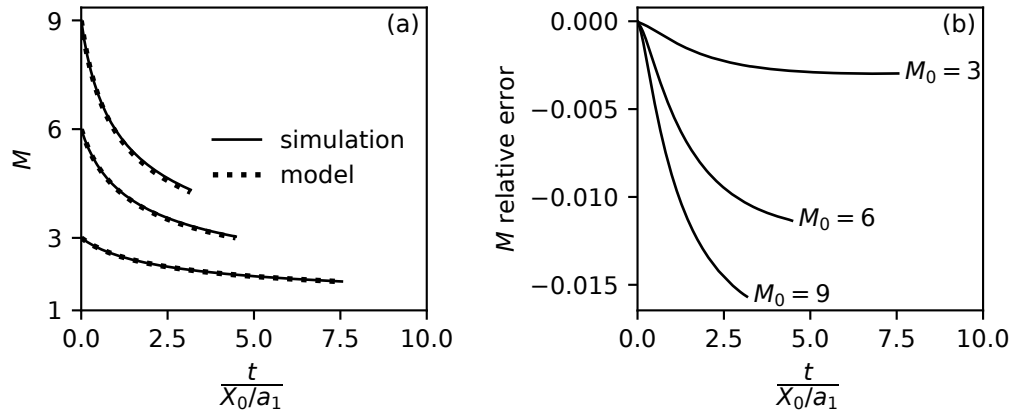 (a)
9
6
3
1
M
simulation
model
0.0 2.5 5.0 7.5 10.0
t
X₀/a₁
(b)
0.000
−0.005
−0.010
−0.015
M relative error
M₀ = 3
M₀ = 6
M₀ = 9
0.0 2.5 5.0 7.5 10.0
t
X₀/a₁